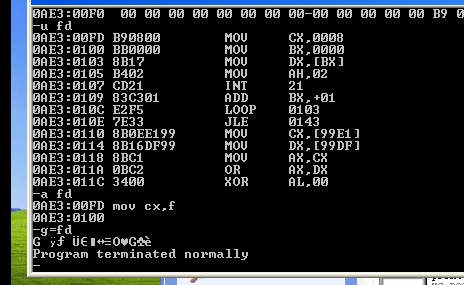 0AE3:00F0  00 00 00 00 00 00 00 00-00 00 00 00 00 B9 0
-u fd
0AE3:00FD B90800        MOV     CX,0008
0AE3:0100 BB0000        MOV     BX,0000
0AE3:0103 8B17          MOV     DX,[BX]
0AE3:0105 B402          MOV     AH,02
0AE3:0107 CD21          INT     21
0AE3:0109 83C301        ADD     BX,+01
0AE3:010C E2F5          LOOP    0103
0AE3:010E 7E33          JLE     0143
0AE3:0110 8B0EE199      MOV     CX,[99E1]
0AE3:0114 8B16DF99      MOV     DX,[99DF]
0AE3:0118 8BC1          MOV     AX,CX
0AE3:011A 0BC2          OR      AX,DX
0AE3:011C 3400          XOR     AL,00
-a fd
0AE3:00FD mov cx,f
0AE3:0100
-g=fd
Program terminated normally
-